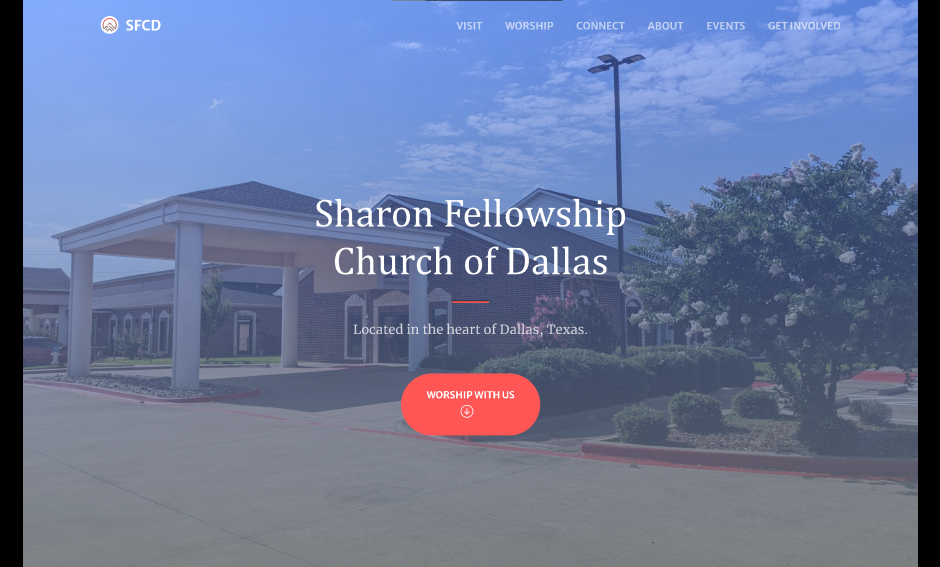 SFCD
VISIT WORSHIP CONNECT ABOUT EVENTS GET INVOLVED
Sharon Fellowship
Church of Dallas
Located in the heart of Dallas, Texas.
WORSHIP WITH US